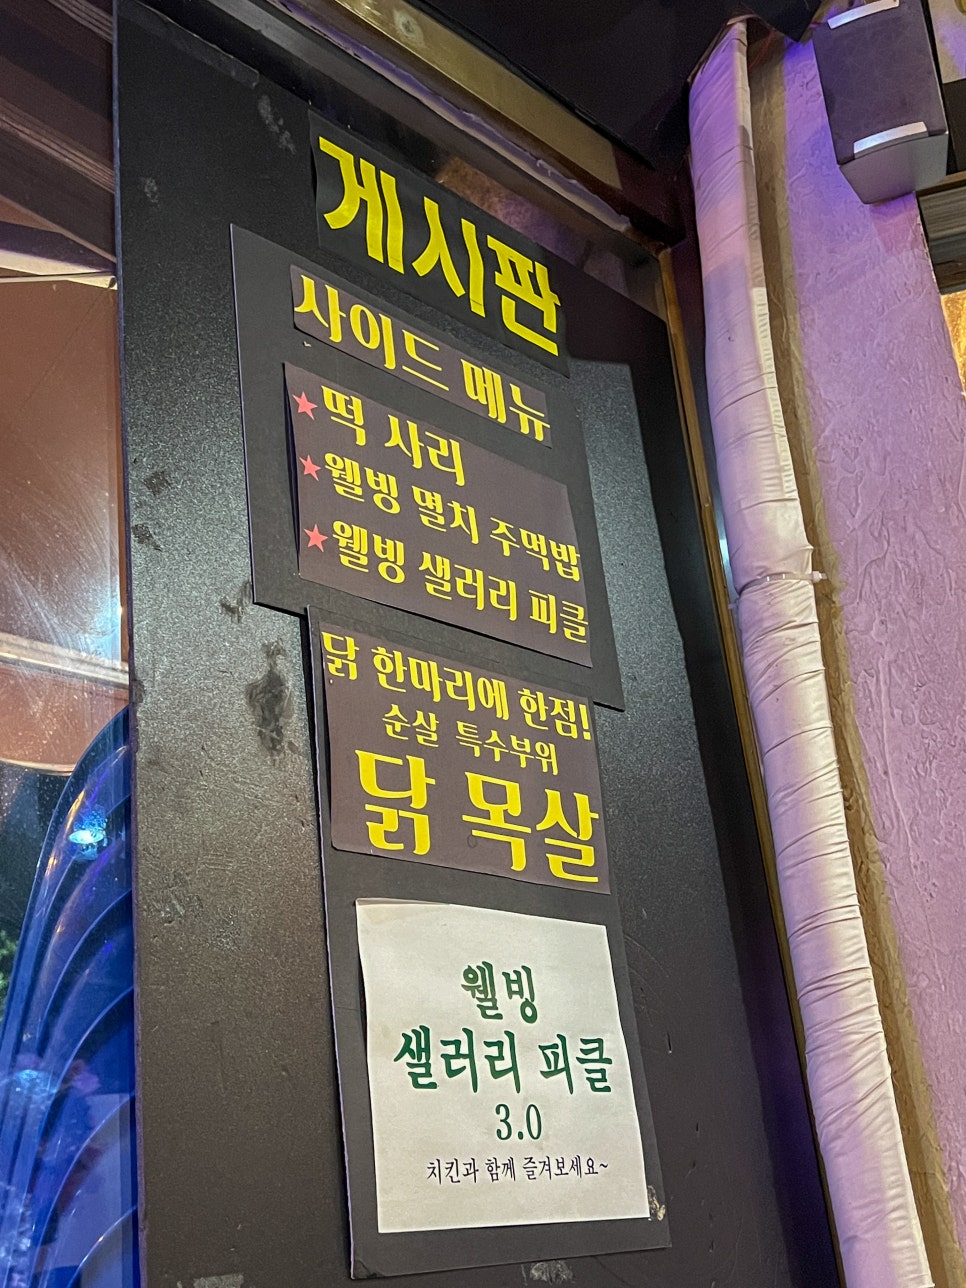 게시판
사이드 메뉴
★떡 사리
★웰빙 멸치 주먹밥
★웰빙 샐러리 피클
닭 한마리에 한점!
순살 특수부위
닭 목살
웰빙
샐러리 피클
3.0
치킨과 함께 즐겨보세요~